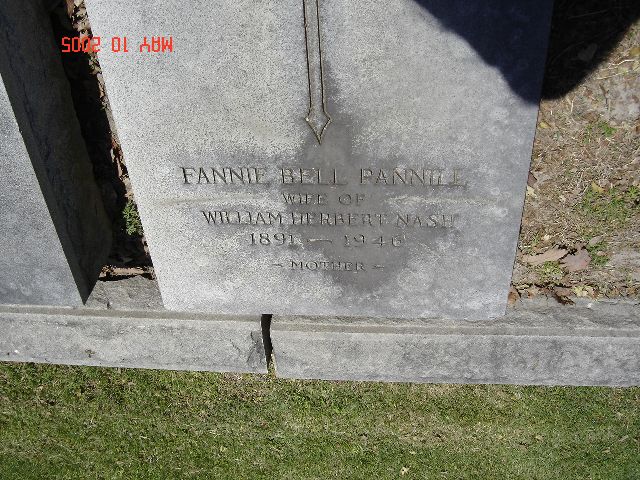 MAY 10 2005
FANNIE BELL PANNILL
WIFE OF
WILLIAM HERBERT NASH
1891 — 1946
– MOTHER –